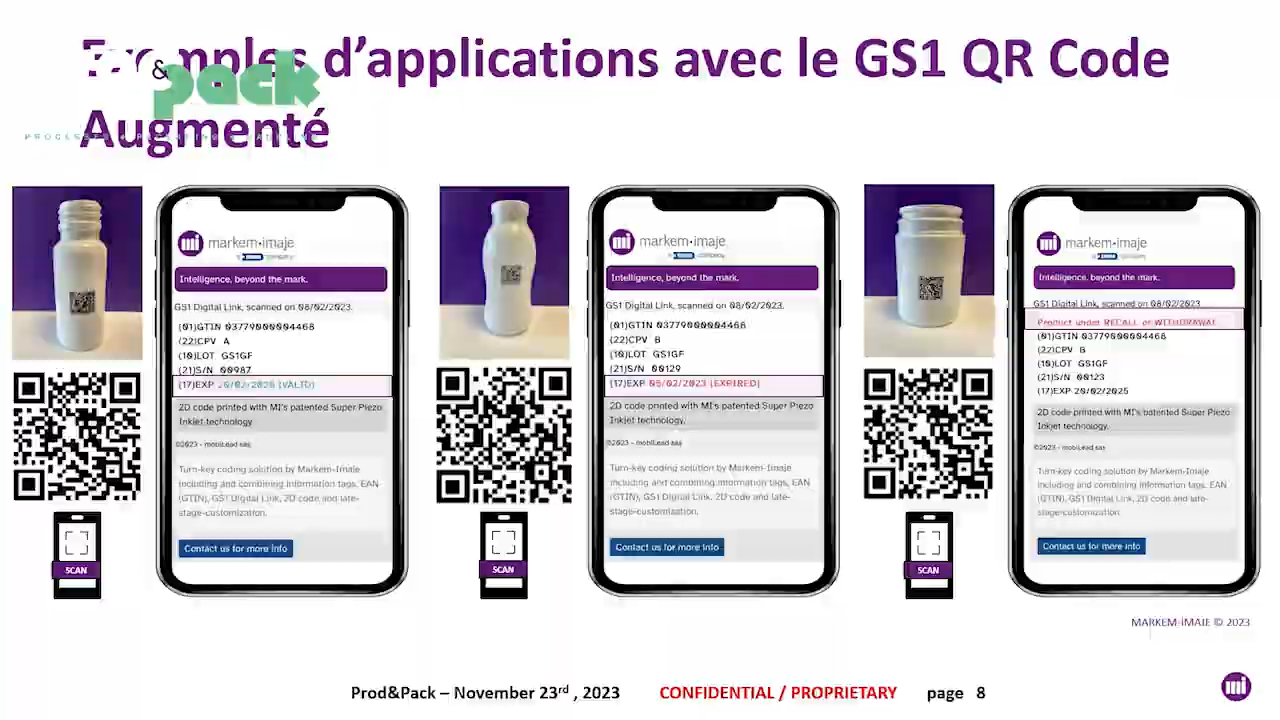 Exemples d’applications avec le GS1 QR Code
Augmenté
&
pack
markem·imaje
Intelligence, beyond the mark.
GS1 Digital Link, scanned on 08/02/2023.
(01)GTIN 03779000004468
(22)CPV A
(10)LOT GS1GF
(21)S/N 00987
(17)EXP 20/02/2026 (VALID)
2D code printed with MI's patented Super Piezo
Inkjet technology
©2023 - mobiLead sas
Turn-key coding solution by Markem-Imaje
including and combining information tags, EAN
(GTIN), GS1 Digital Link, 2D code and late-
stage-customization.
Contact us for more info
SCAN
markem·imaje
Intelligence, beyond the mark.
GS1 Digital Link, scanned on 08/02/2023.
(01)GTIN 03779000004468
(22)CPV B
(10)LOT GS1GF
(21)S/N 00129
(17)EXP 05/02/2023 (EXPIRED)
2D code printed with MI's patented Super Piezo
Inkjet technology.
©2023 - mobiLead sas
Turn-key coding solution by Markem-Imaje
including and combining information tags, EAN
(GTIN), GS1 Digital Link, 2D code and late-
stage-customization.
Contact us for more info
SCAN
markem·imaje
Intelligence, beyond the mark.
GS1 Digital Link, scanned on 08/02/2023
Product under RECALL or WITHDRAWAL
(01)GTIN 03779000004468
(22)CPV B
(10)LOT GS1GF
(21)S/N 00123
(17)EXP 20/02/2025
2D code printed with MI's patented Super Piezo
Inkjet technology.
©2023 - mobiLead sas
Turn-key coding solution by Markem-Imaje
including and combining information tags, EAN
(GTIN), GS1 Digital Link, 2D code and late-
stage-customization
Contact us for more info
SCAN
MARKEM-IMAJE © 2023
Prod&Pack – November 23rd , 2023 CONFIDENTIAL / PROPRIETARY page 8
mi